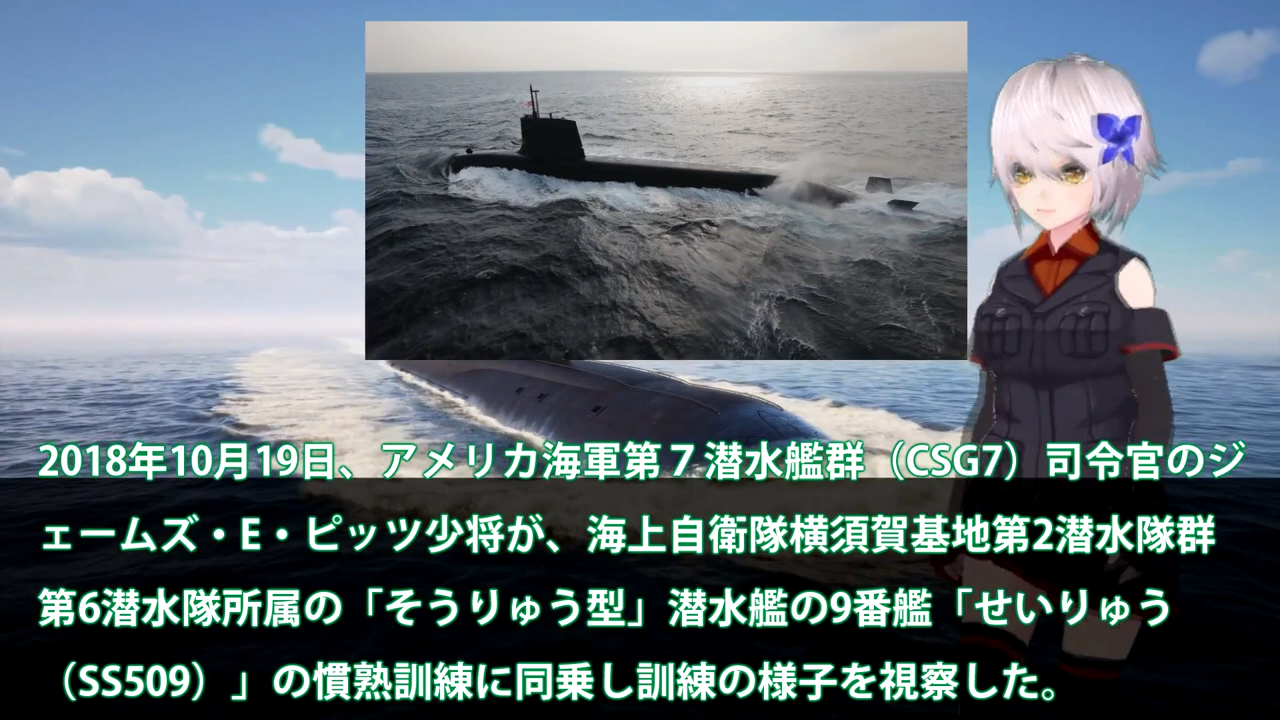 2018年10月19日、アメリカ海軍第７潜水艦群（CSG7）司令官のジ
ェームズ・E・ピッツ少将が、海上自衛隊横須賀基地第2潜水隊群
第6潜水隊所属の「そうりゅう型」潜水艦の9番艦「せいりゅう
（SS509）」の慣熟訓練に同乗し訓練の様子を視察した。